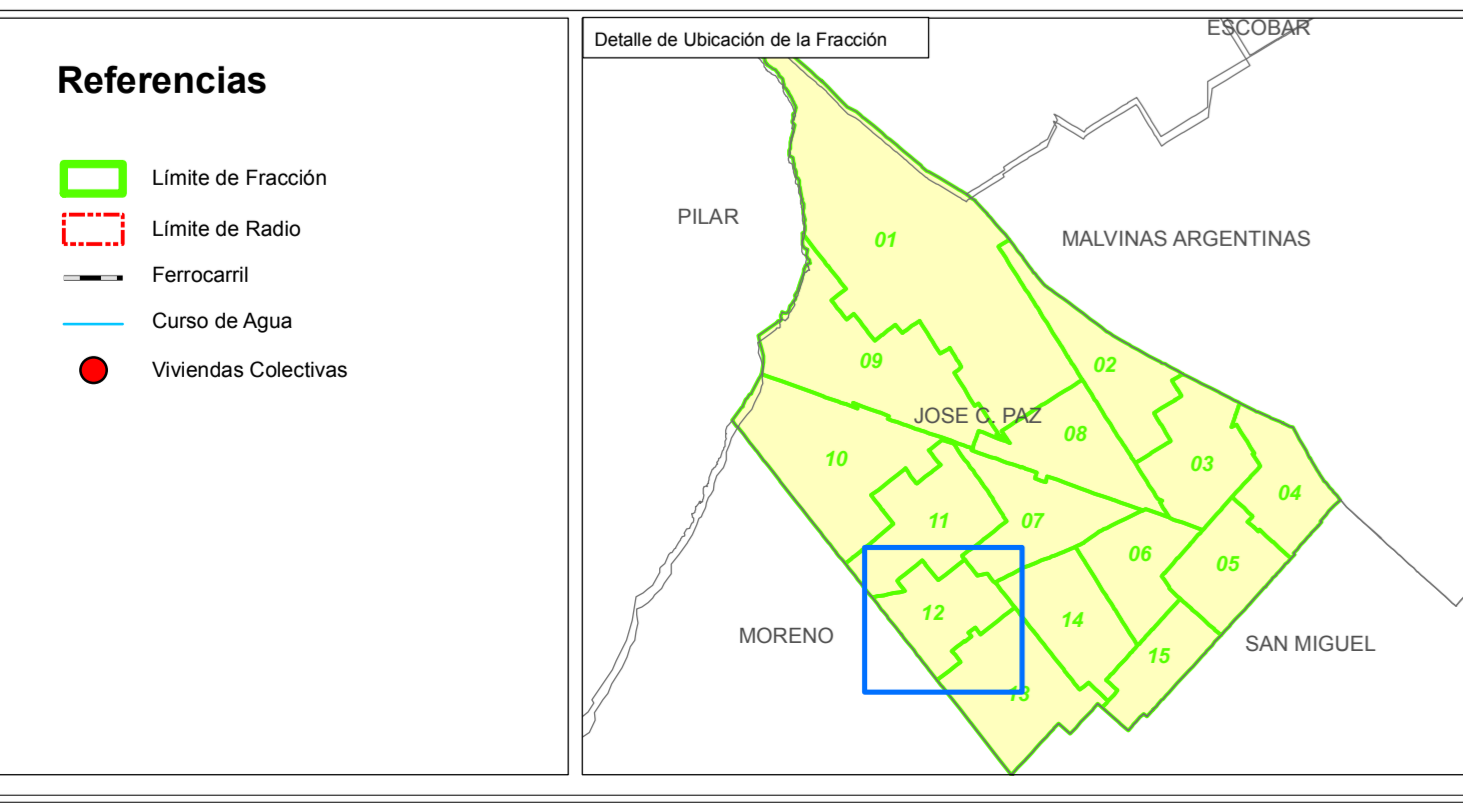 Referencias
Límite de Fracción
Límite de Radio
Ferrocarril
Curso de Agua
Viviendas Colectivas
Detalle de Ubicación de la Fracción
ESCOBAR
PILAR
MALVINAS ARGENTINAS
01
02
09
JOSE C. PAZ
08
10
03
04
11
07
06
05
12
14
MORENO
SAN MIGUEL
15
13